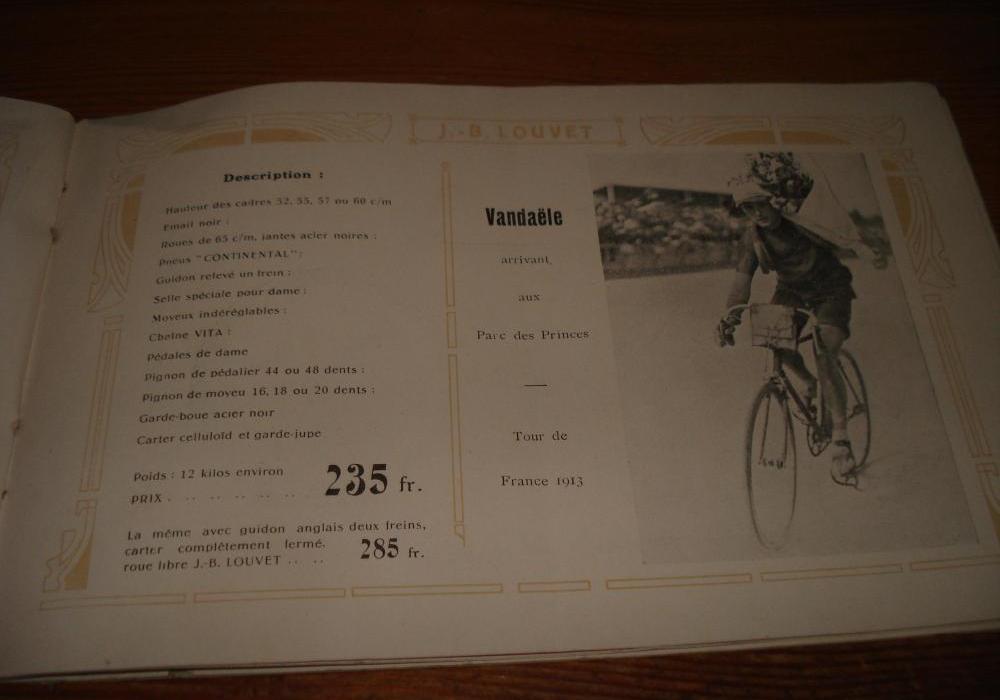 J.-B. LOUVET
Description :
Hauteur des cadres 52, 55, 57 ou 60 c/m
Email noir ;
Roues de 65 c/m, jantes acier noires ;
Pneus "CONTINENTAL" ;
Guidon relevé un frein ;
Selle spéciale pour dame ;
Moyeux indéréglables ;
Chaîne VITA ;
Pédales de dame
Pignon de pédalier 44 ou 48 dents ;
Pignon de moyeu 16, 18 ou 20 dents ;
Garde-boue acier noir
Carter celluloïd et garde-jupe
Poids : 12 kilos environ
PRIX . .. .. .. .. .. 235 fr.
La même avec guidon anglais deux freins,
carter complètement fermé,
roue libre J.-B. LOUVET .. .. 285 fr.
Vandaële
arrivant
aux
Parc des Princes
—
Tour de
France 1913